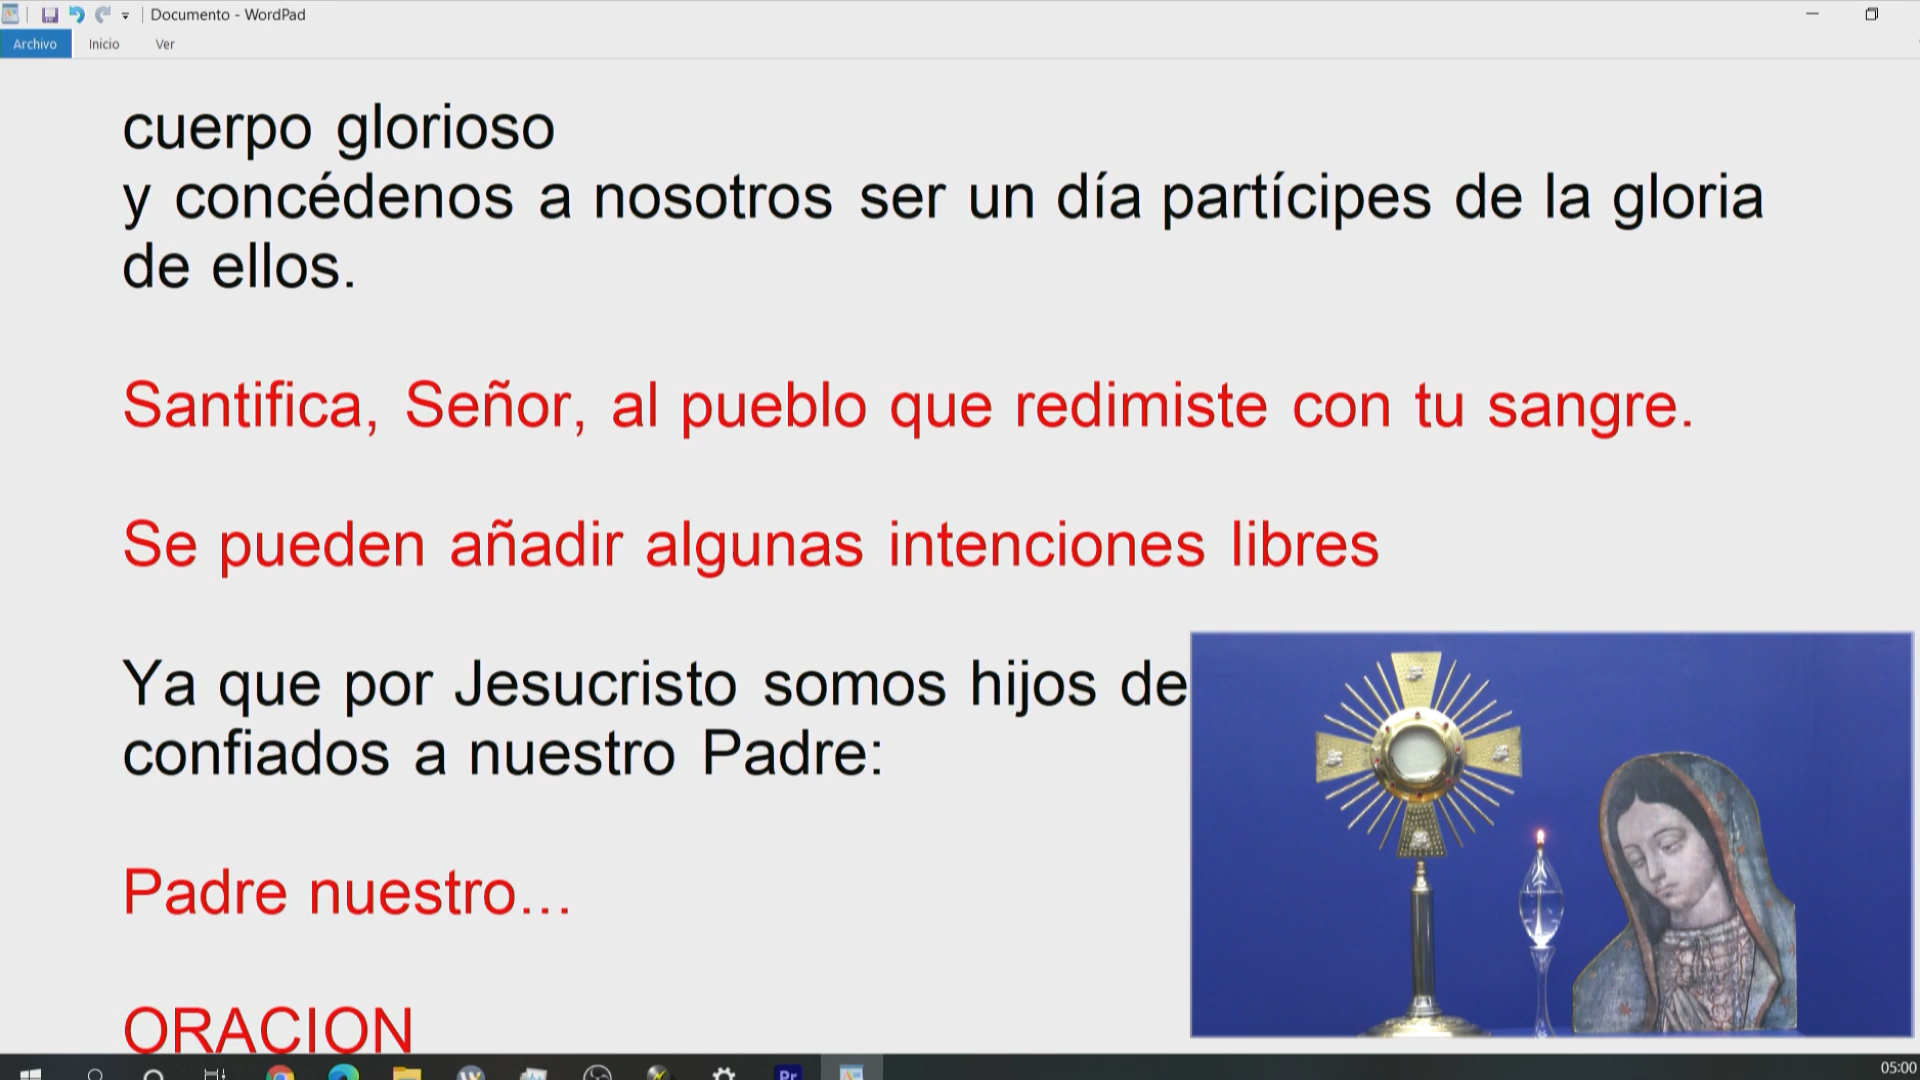 Documento - WordPad
Archivo Inicio Ver
cuerpo glorioso
y concédenos a nosotros ser un día partícipes de la gloria
de ellos.
Santifica, Señor, al pueblo que redimiste con tu sangre.
Se pueden añadir algunas intenciones libres
Ya que por Jesucristo somos hijos de
confiados a nuestro Padre:
Padre nuestro...
ORACION
Pr
05:00